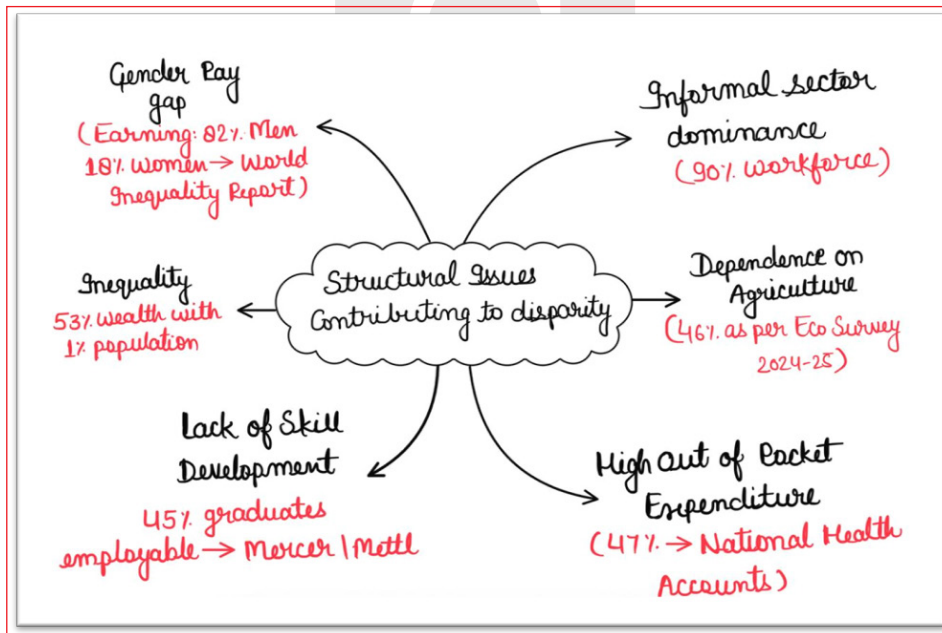 Gender Pay
gap
(Earning: 82% Men
18% women → World
Inequality Report)
Informal sector
dominance
(90% workforce)
Structural Issues
Contributing to disparity
Inequality
53% wealth with
1% population
Dependence on
Agriculture
(46% as per Eco Survey
2024-25)
Lack of Skill
Development
45% graduates
employable → Mercer | Mettl
High Out of Pocket
Expenditure
(47% → National Health
Accounts)